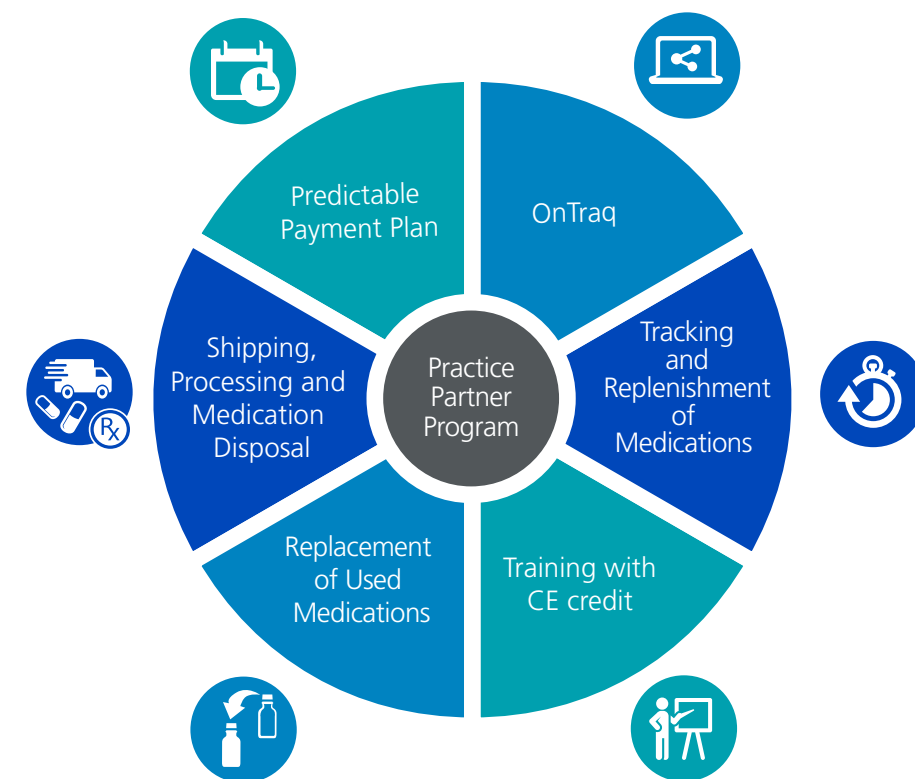 Predictable
Payment Plan
OnTraq
Shipping,
Processing and
Medication
Disposal
Practice
Partner
Program
Tracking
and
Replenishment
of
Medications
Replacement
of Used
Medications
Training with
CE credit
Rx